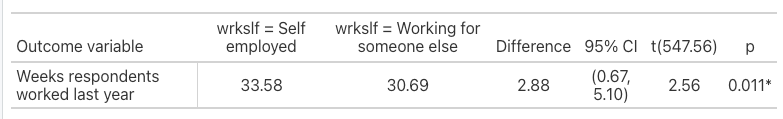 Outcome variable wrkslf = Self employed wrkslf = Working for someone else Difference 95% CI t(547.56) p
Weeks respondents worked last year 33.58 30.69 2.88 (0.67, 5.10) 2.56 0.011*